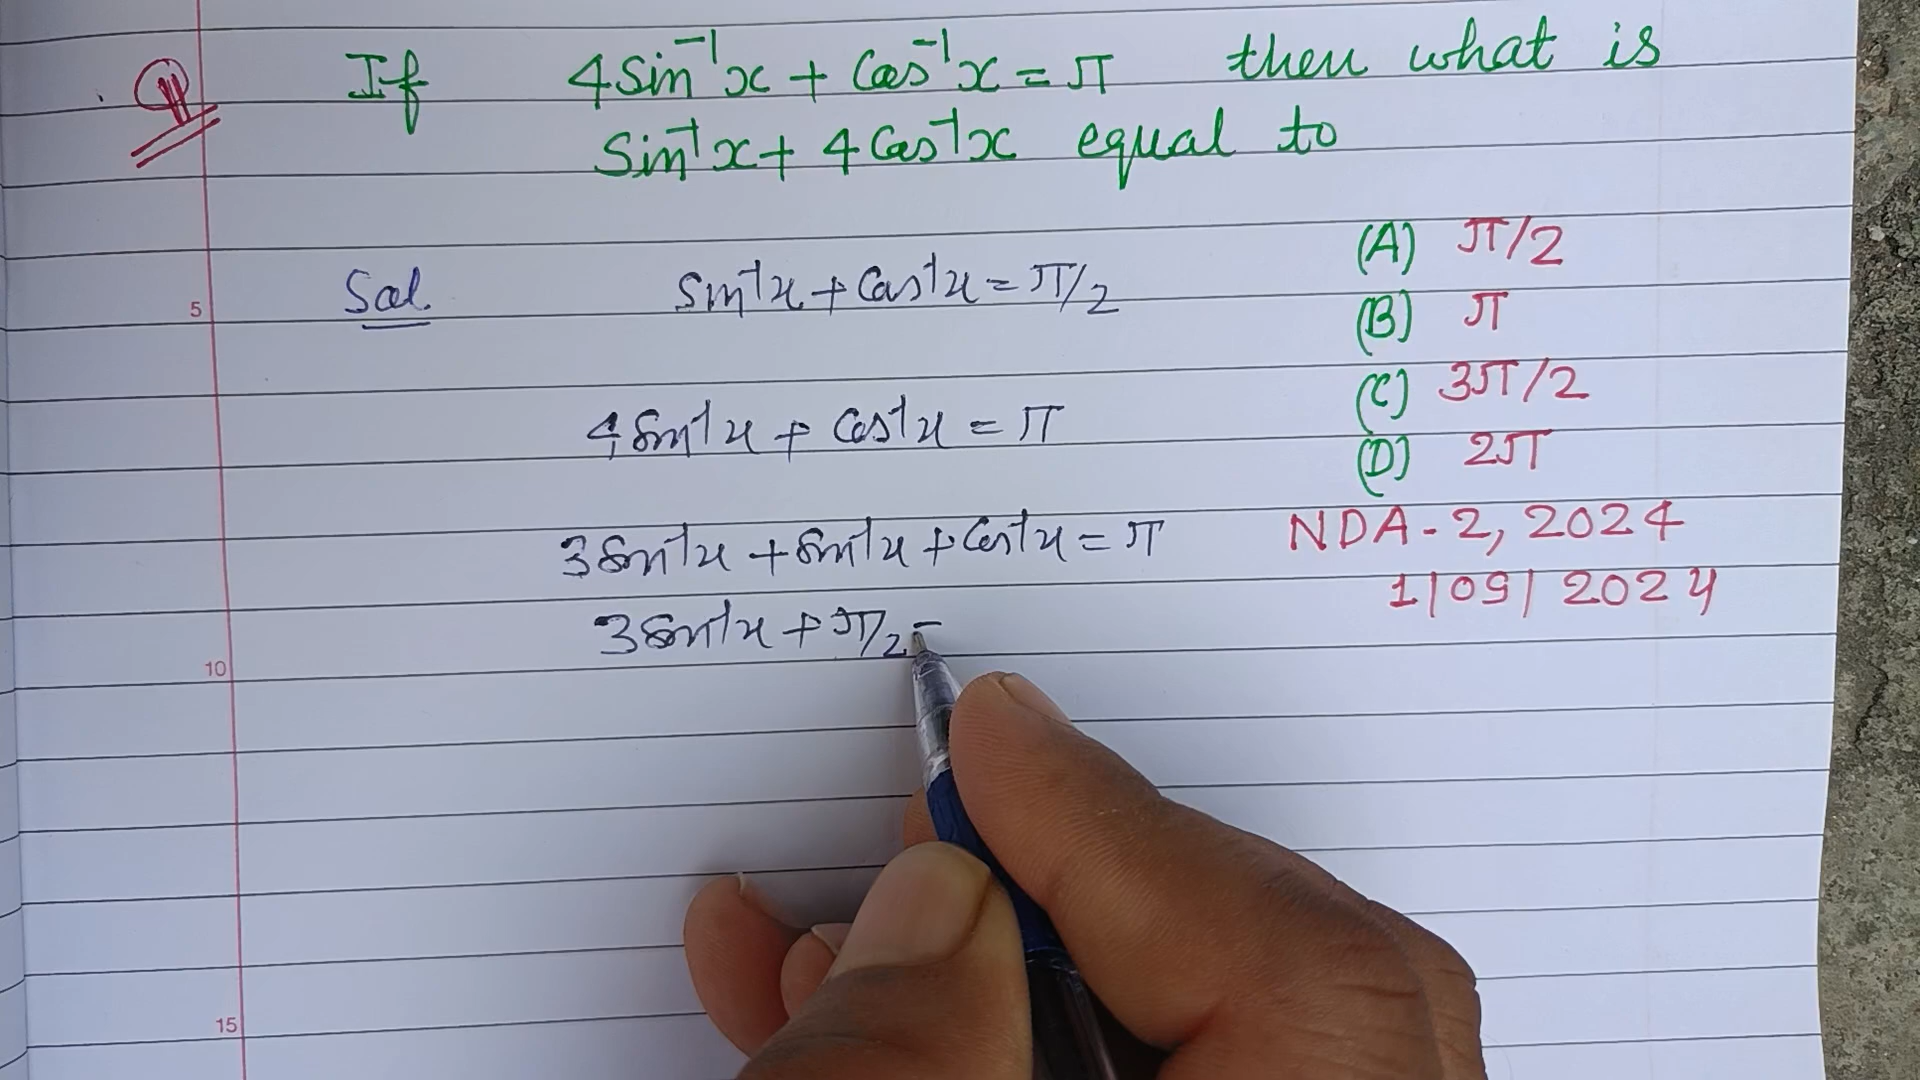 Q If 4Sin⁻¹x + Cos⁻¹x = π then what is
Sin⁻¹x + 4Cos⁻¹x equal to
(A) π/2
(B) π
(C) 3π/2
(D) 2π
NDA-2, 2024
1/09/2024
Sol. Sin⁻¹x + Cos⁻¹x = π/2
4Sin⁻¹x + Cos⁻¹x = π
3Sin⁻¹x + Sin⁻¹x + Cos⁻¹x = π
3Sin⁻¹x + π/2 -
5
10
15